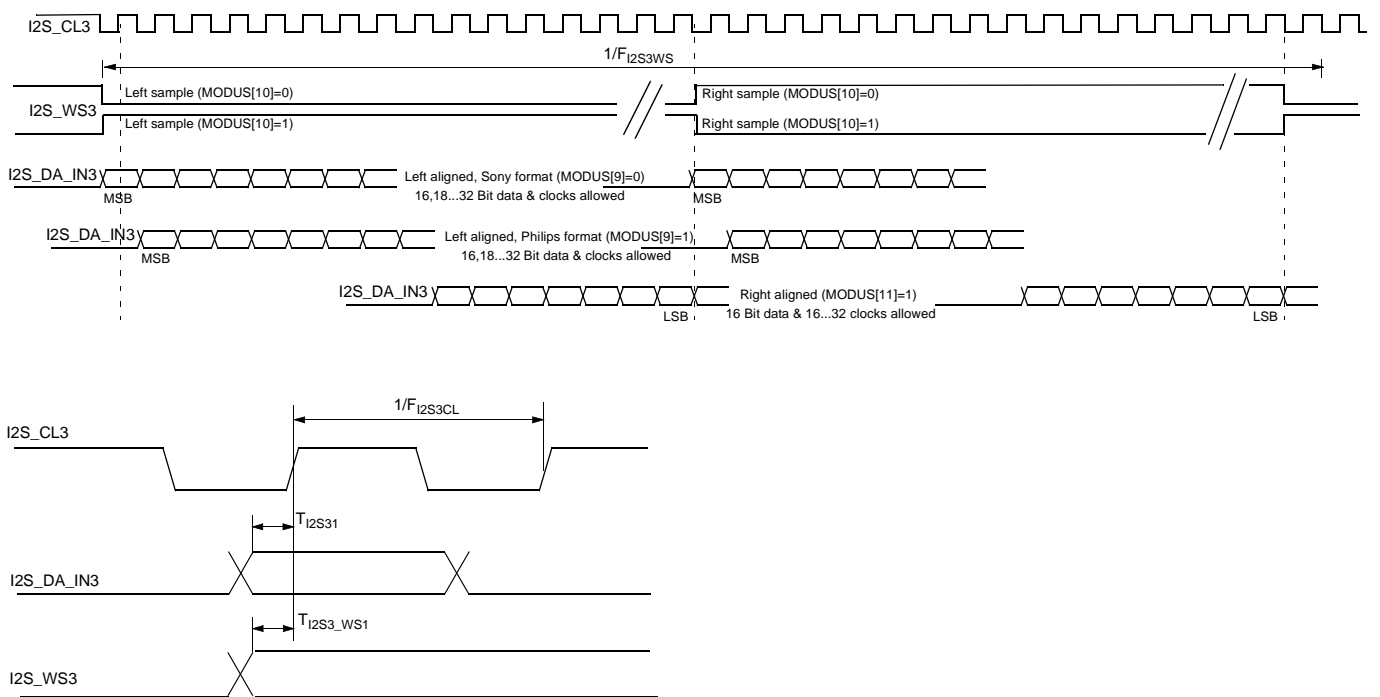 I2S_CL3
1/F I2S3WS
Left sample (MODUS[10]=0)
Right sample (MODUS[10]=0)
I2S_WS3
Left sample (MODUS[10]=1)
Right sample (MODUS[10]=1)
I2S_DA_IN3
Left aligned, Sony format (MODUS[9]=0)
MSB
16,18...32 Bit data & clocks allowed
MSB
I2S_DA_IN3
Left aligned, Philips format (MODUS[9]=1)
MSB
16,18...32 Bit data & clocks allowed
MSB
I2S_DA_IN3
Right aligned (MODUS[11]=1)
LSB
16 Bit data & 16...32 clocks allowed
LSB
1/F I2S3CL
I2S_CL3
T I2S31
I2S_DA_IN3
T I2S3_WS1
I2S_WS3